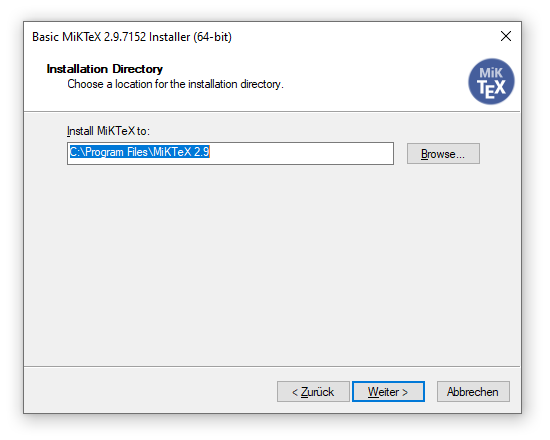 Basic MiKTeX 2.9.7152 Installer (64-bit)
Installation Directory
Choose a location for the installation directory.
MiK
TEX
Install MiKTeX to:
C:\Program Files\MiKTeX 2.9
Browse...
< Zurück
Weiter >
Abbrechen